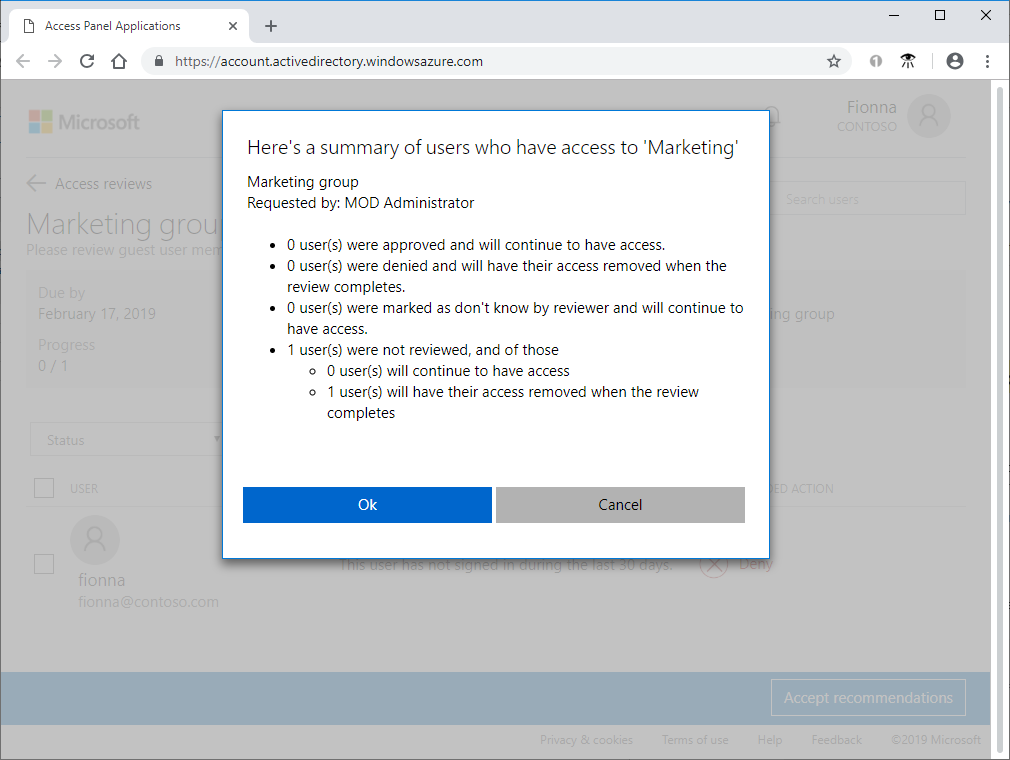 Access Panel Applications
https://account.activedirectory.windowsazure.com
Microsoft
Fionna
CONTOSO
Access reviews
Search users
Marketing grou
Please review guest user mem
Due by
February 17, 2019
ng group
Progress
0 / 1
Here's a summary of users who have access to 'Marketing'
Marketing group
Requested by: MOD Administrator
• 0 user(s) were approved and will continue to have access.
• 0 user(s) were denied and will have their access removed when the
review completes.
• 0 user(s) were marked as don't know by reviewer and will continue to
have access.
• 1 user(s) were not reviewed, and of those
○ 0 user(s) will continue to have access
○ 1 user(s) will have their access removed when the review
completes
Ok
Cancel
Status
USER
DED ACTION
This user has not signed in during the last 30 days.
Deny
fionna
fionna@contoso.com
Accept recommendations
Privacy & cookies
Terms of use
Help
Feedback
©2019 Microsoft